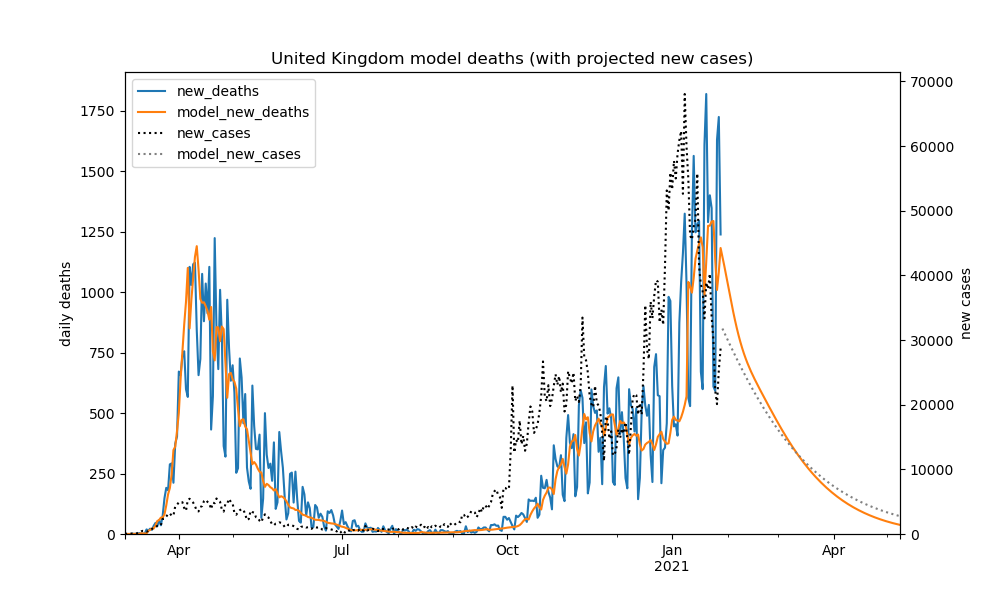 United Kingdom model deaths (with projected new cases)
new_deaths
model_new_deaths
new_cases
model_new_cases
daily deaths
1750
1500
1250
1000
750
500
250
0
70000
60000
50000
40000
30000
20000
10000
0
new cases
Apr Jul Oct Jan Apr
2021